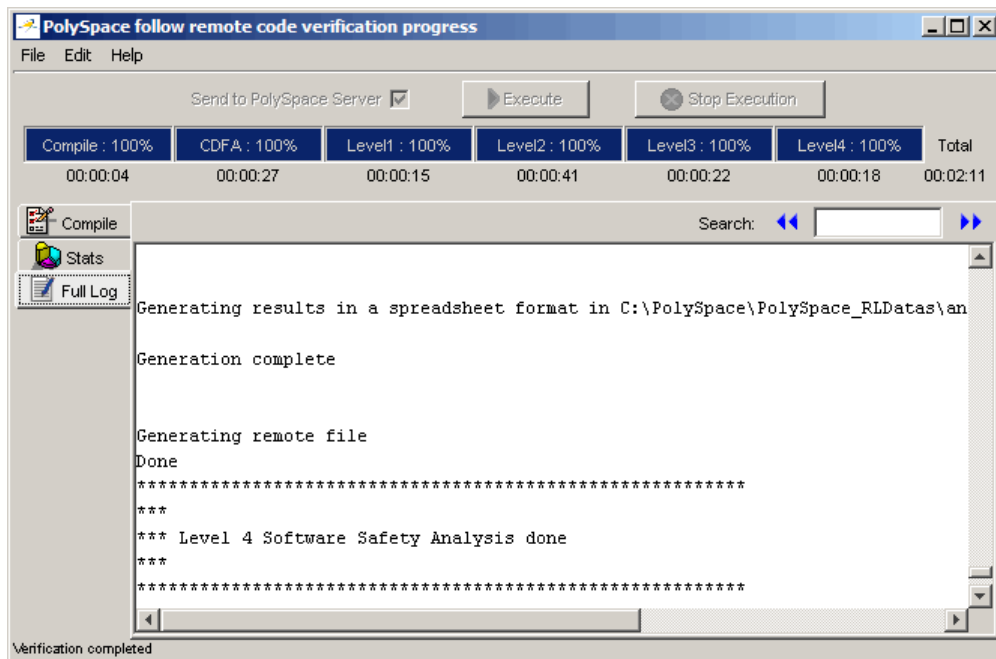 PolySpace follow remote code verification progress
File Edit Help
Send to PolySpace Server Execute Stop Execution
Compile : 100% CDFA : 100% Level1 : 100% Level2 : 100% Level3 : 100% Level4 : 100% Total
00:00:04 00:00:27 00:00:15 00:00:41 00:00:22 00:00:18 00:02:11
Compile Search:
Stats
Full Log
Generating results in a spreadsheet format in C:\PolySpace\PolySpace_RLDatas\an
Generation complete
Generating remote file
Done
**********************************************************
***
*** Level 4 Software Safety Analysis done
***
**********************************************************
Verification completed